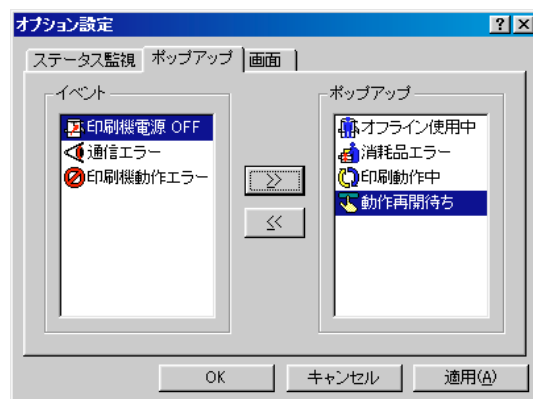 オプション設定
ステータス監視 ポップアップ 画面
イベント
印刷機電源 OFF
通信エラー
印刷機動作エラー
>>
<<
ポップアップ
オフライン使用中
消耗品エラー
印刷動作中
動作再開待ち
OK キャンセル 適用(A)